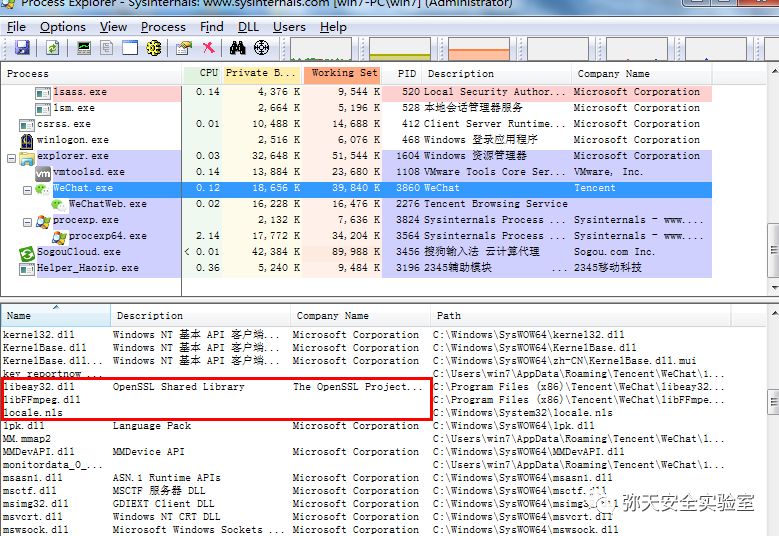 Process Explorer - Sysinternals: www.sysinternals.com [win7-PC\win7] (Administrator)
File Options View Process Find DLL Users Help
Process CPU Private B... Working Set PID Description Company Name
lsass.exe 0.14 4,376 K 9,544 K 520 Local Security Author... Microsoft Corporation
lsm.exe 2,664 K 5,196 K 528 本地会话管理器服务 Microsoft Corporation
csrss.exe 0.01 10,488 K 14,688 K 412 Client Server Runtime... Microsoft Corporation
winlogon.exe 2,516 K 6,076 K 468 Windows 登录应用程序 Microsoft Corporation
explorer.exe 0.03 32,648 K 51,544 K 1604 Windows 资源管理器 Microsoft Corporation
vmtoolsd.exe 0.14 13,884 K 23,680 K 1108 VMware Tools Core Ser... VMware, Inc.
WeChat.exe 0.12 18,656 K 39,840 K 3860 WeChat Tencent
WeChatWeb.exe 0.02 16,228 K 16,476 K 2276 Tencent Browsing Service
procexp.exe 2,132 K 7,636 K 3824 Sysinternals Process ... Sysinternals - www....
procexp64.exe 2.14 17,772 K 34,204 K 3564 Sysinternals Process ... Sysinternals - www....
SogouCloud.exe < 0.01 42,384 K 89,988 K 3456 搜狗输入法 云计算代理 Sogou.com Inc.
Helper_Haozip.exe 0.36 5,240 K 9,484 K 3196 2345辅助模块 ... 2345移动科技
Name Description Company Name Path
kernel32.dll Windows NT 基本 API 客户端... Microsoft Corporation C:\Windows\SysWOW64\kernel32.dll
KernelBase.dll Windows NT 基本 API 客户端... Microsoft Corporation C:\Windows\SysWOW64\KernelBase.dll
KernelBase.dll... Windows NT 基本 API 客户端... Microsoft Corporation C:\Windows\SysWOW64\zh-CN\KernelBase.dll.mui
key_reportnow_... C:\Users\win7\AppData\Roaming\Tencent\WeChat\1...
libeay32.dll OpenSSL Shared Library The OpenSSL Project... C:\Program Files (x86)\Tencent\WeChat\libeay32...
libFFmpeg.dll C:\Program Files (x86)\Tencent\WeChat\libFFmpe...
locale.nls C:\Windows\System32\locale.nls
lpk.dll Language Pack Microsoft Corporation C:\Windows\SysWOW64\lpk.dll
MM.mmap2 C:\Users\win7\AppData\Roaming\Tencent\WeChat\1...
MMDevAPI.dll MMDevice API Microsoft Corporation C:\Windows\SysWOW64\MMDevAPI.dll
monitordata_0_... C:\Users\win7\AppData\Roaming\Tencent\WeChat\1...
msasn1.dll ASN.1 Runtime APIs Microsoft Corporation C:\Windows\SysWOW64\msasn1.dll
msctf.dll MSCTF 服务器 DLL Microsoft Corporation C:\Windows\SysWOW64\msctf.dll
msimg32.dll GDIEXT Client DLL Microsoft Corporation C:\Windows\SysWOW64\msimg32.dll
msvcrt.dll Windows NT CRT DLL Microsoft Corporation C:\Windows\SysWOW64\msvcrt.dll
mswsock.dll Microsoft Windows Sockets ... Microsoft Corporation C:\Windows\SysWOW64\mswsock.dll
弥天安全实验室